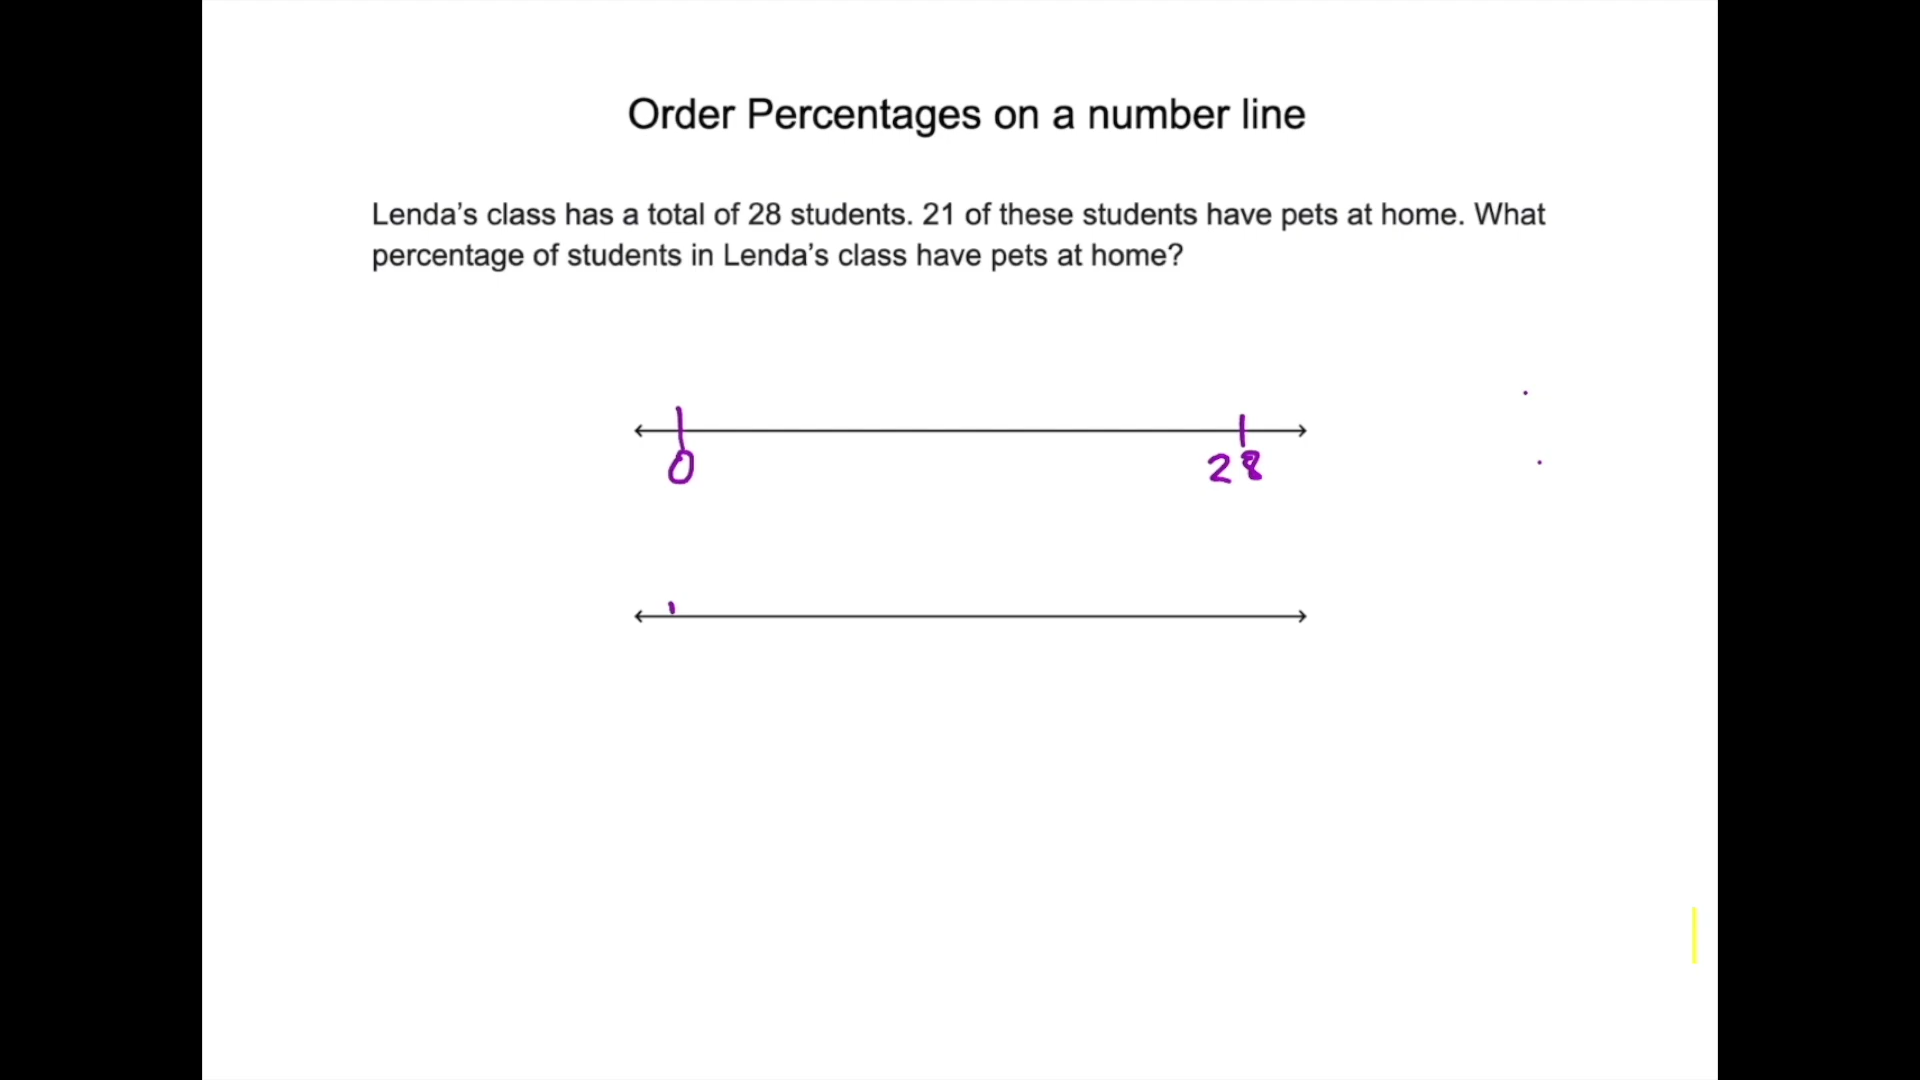 Order Percentages on a number line
Lenda’s class has a total of 28 students. 21 of these students have pets at home. What
percentage of students in Lenda’s class have pets at home?
0 28